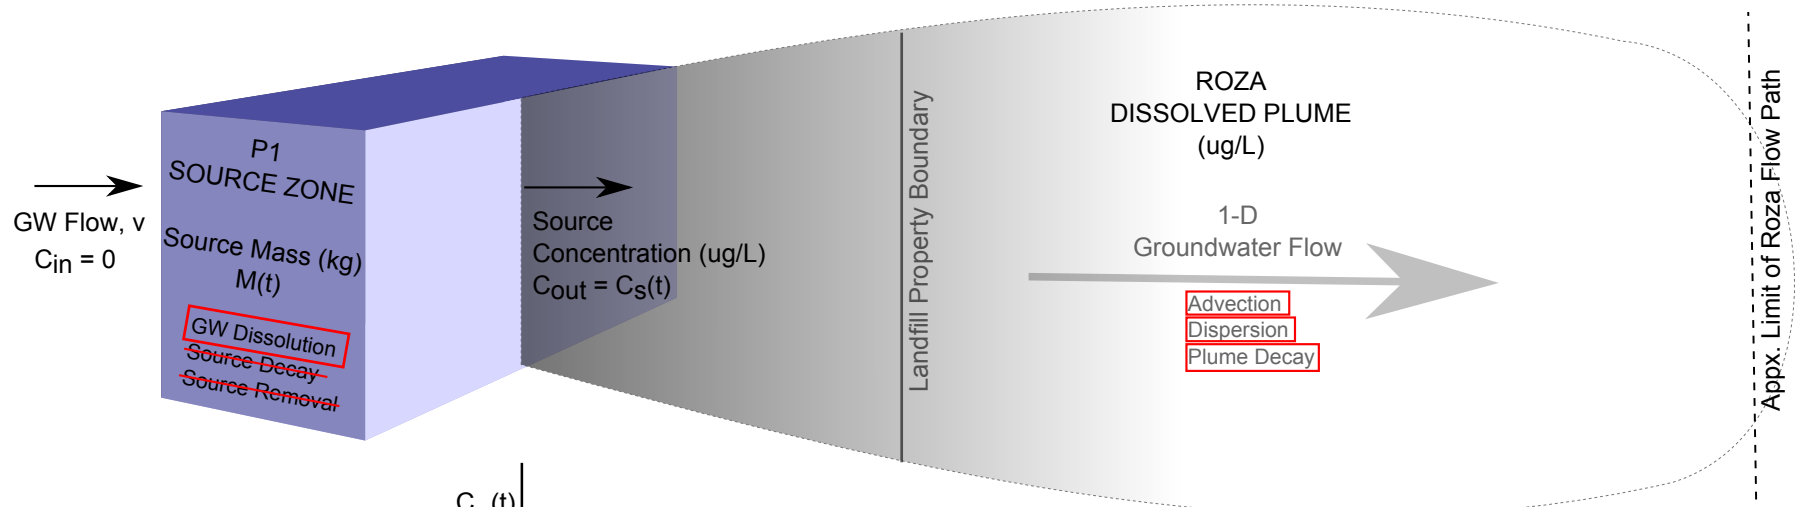 GW Flow, v
Cin = 0
P1
SOURCE ZONE
Source Mass (kg)
M(t)
GW Dissolution
Source Decay
Source Removal
Source
Concentration (ug/L)
Cout = Cs(t)
Landfill Property Boundary
ROZA
DISSOLVED PLUME
(ug/L)
1-D
Groundwater Flow
Advection
Dispersion
Plume Decay
Appx. Limit of Roza Flow Path
C (t)